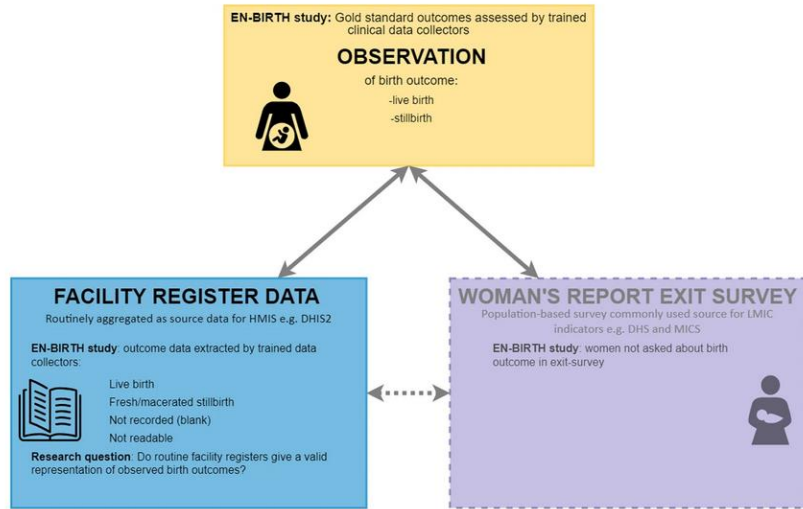 EN-BIRTH study: Gold standard outcomes assessed by trained
clinical data collectors
OBSERVATION
of birth outcome:
-live birth
-stillbirth
FACILITY REGISTER DATA
Routinely aggregated as source data for HMIS e.g. DHIS2
EN-BIRTH study: outcome data extracted by trained data
collectors:
Live birth
Fresh/macerated stillbirth
Not recorded (blank)
Not readable
Research question: Do routine facility registers give a valid
representation of observed birth outcomes?
WOMAN'S REPORT EXIT SURVEY
Population-based survey commonly used source for LMIC
indicators e.g. DHS and MICS
EN-BIRTH study: women not asked about birth
outcome in exit-survey